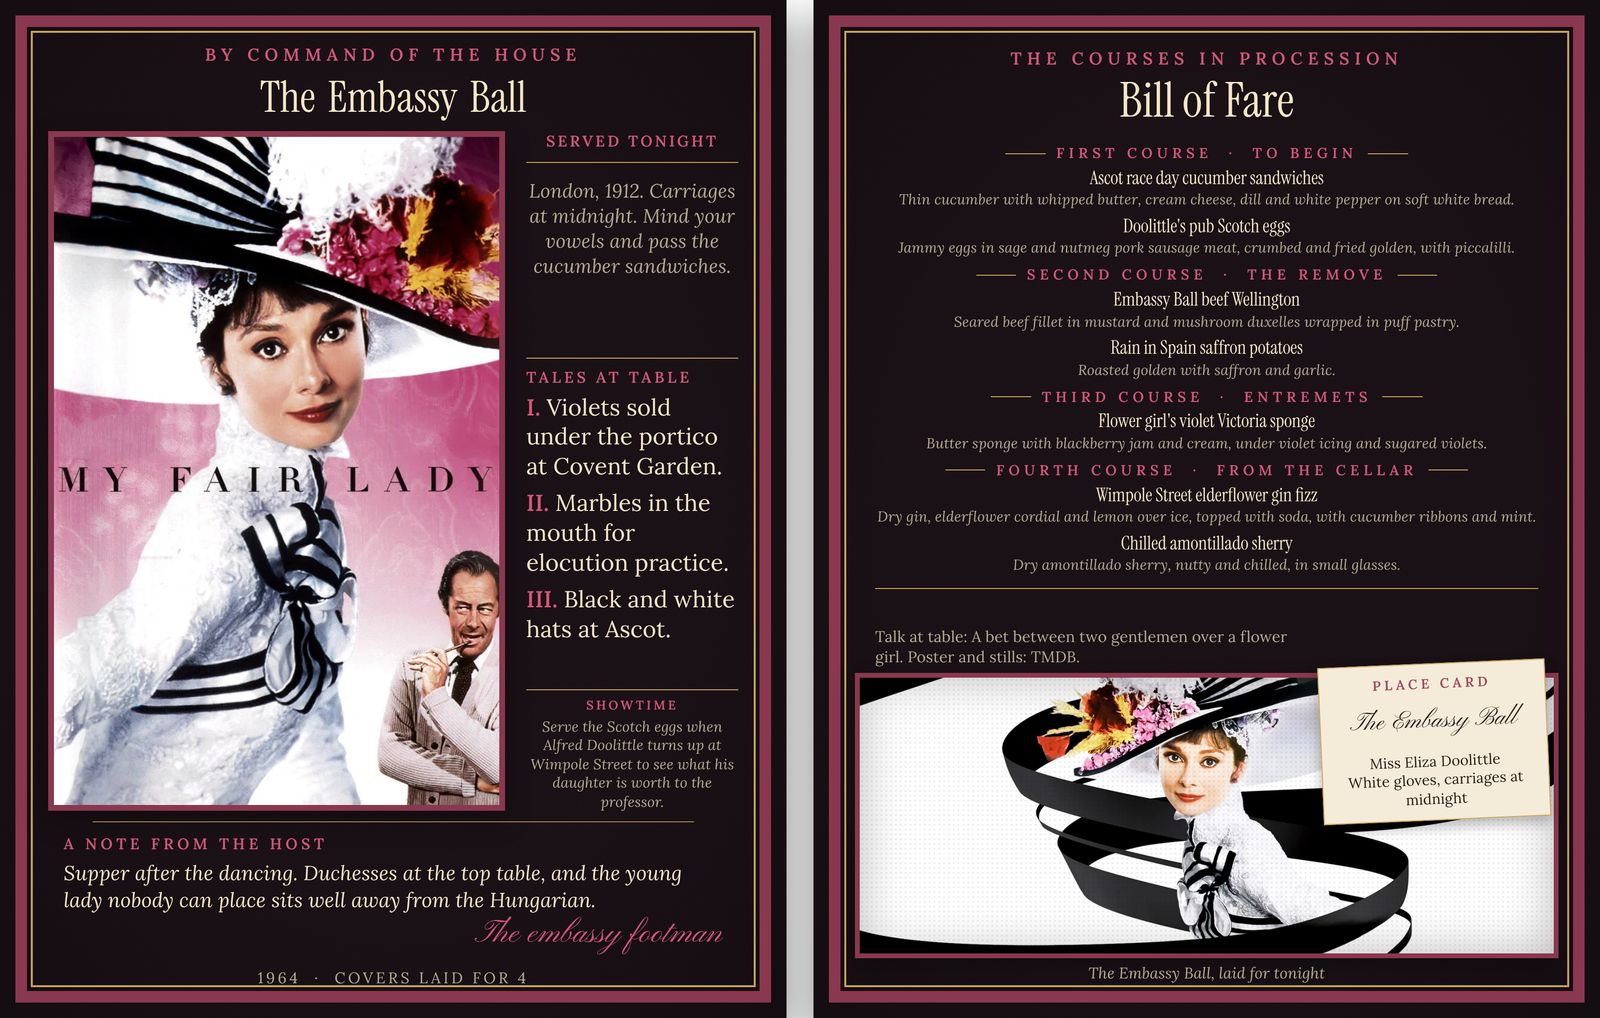 BY COMMAND OF THE HOUSE
The Embassy Ball
MY FAIR LADY
SERVED TONIGHT
London, 1912. Carriages
at midnight. Mind your
vowels and pass the
cucumber sandwiches.
TALES AT TABLE
I. Violets sold
under the portico
at Covent Garden.
II. Marbles in the
mouth for
elocution practice.
III. Black and white
hats at Ascot.
SHOWTIME
Serve the Scotch eggs when
Alfred Doolittle turns up at
Wimpole Street to see what his
daughter is worth to the
professor.
A NOTE FROM THE HOST
Supper after the dancing. Duchesses at the top table, and the young
lady nobody can place sits well away from the Hungarian.
The embassy footman
1964 · COVERS LAID FOR 4
THE COURSES IN PROCESSION
Bill of Fare
FIRST COURSE · TO BEGIN
Ascot race day cucumber sandwiches
Thin cucumber with whipped butter, cream cheese, dill and white pepper on soft white bread.
Doolittle's pub Scotch eggs
Jammy eggs in sage and nutmeg pork sausage meat, crumbed and fried golden, with piccalilli.
SECOND COURSE · THE REMOVE
Embassy Ball beef Wellington
Seared beef fillet in mustard and mushroom duxelles wrapped in puff pastry.
Rain in Spain saffron potatoes
Roasted golden with saffron and garlic.
THIRD COURSE · ENTREMETS
Flower girl's violet Victoria sponge
Butter sponge with blackberry jam and cream, under violet icing and sugared violets.
FOURTH COURSE · FROM THE CELLAR
Wimpole Street elderflower gin fizz
Dry gin, elderflower cordial and lemon over ice, topped with soda, with cucumber ribbons and mint.
Chilled amontillado sherry
Dry amontillado sherry, nutty and chilled, in small glasses.
Talk at table: A bet between two gentlemen over a flower
girl. Poster and stills: TMDB.
PLACE CARD
The Embassy Ball
Miss Eliza Doolittle
White gloves, carriages at
midnight
The Embassy Ball, laid for tonight